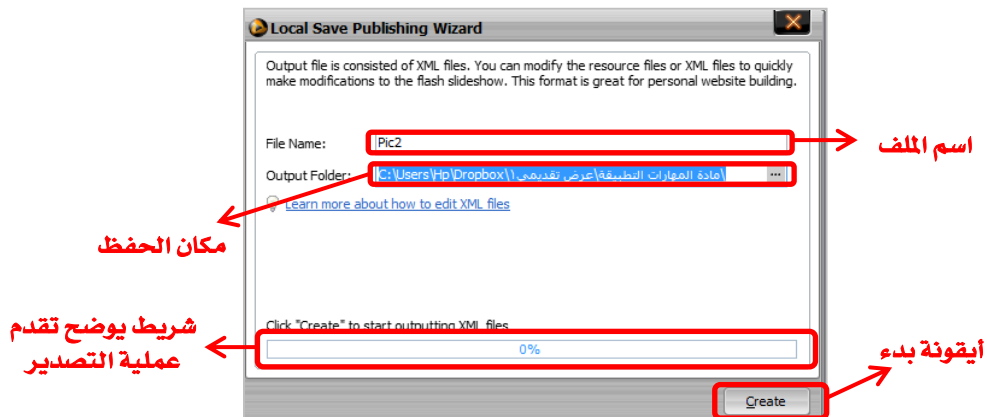 Local Save Publishing Wizard
Output file is consisted of XML files. You can modify the resource files or XML files to quickly
make modifications to the flash slideshow. This format is great for personal website building.
File Name:
Pic2
اسم الملف
Output Folder:
C:\Users\Hp\Dropbox\مادة المهارات التطبيقة\عرض تقديمي١\
...
Learn more about how to edit XML files
مكان الحفظ
Click "Create" to start outputting XML files
0%
شريط يوضح تقدم
عملية التصدير
أيقونة بدء
Create